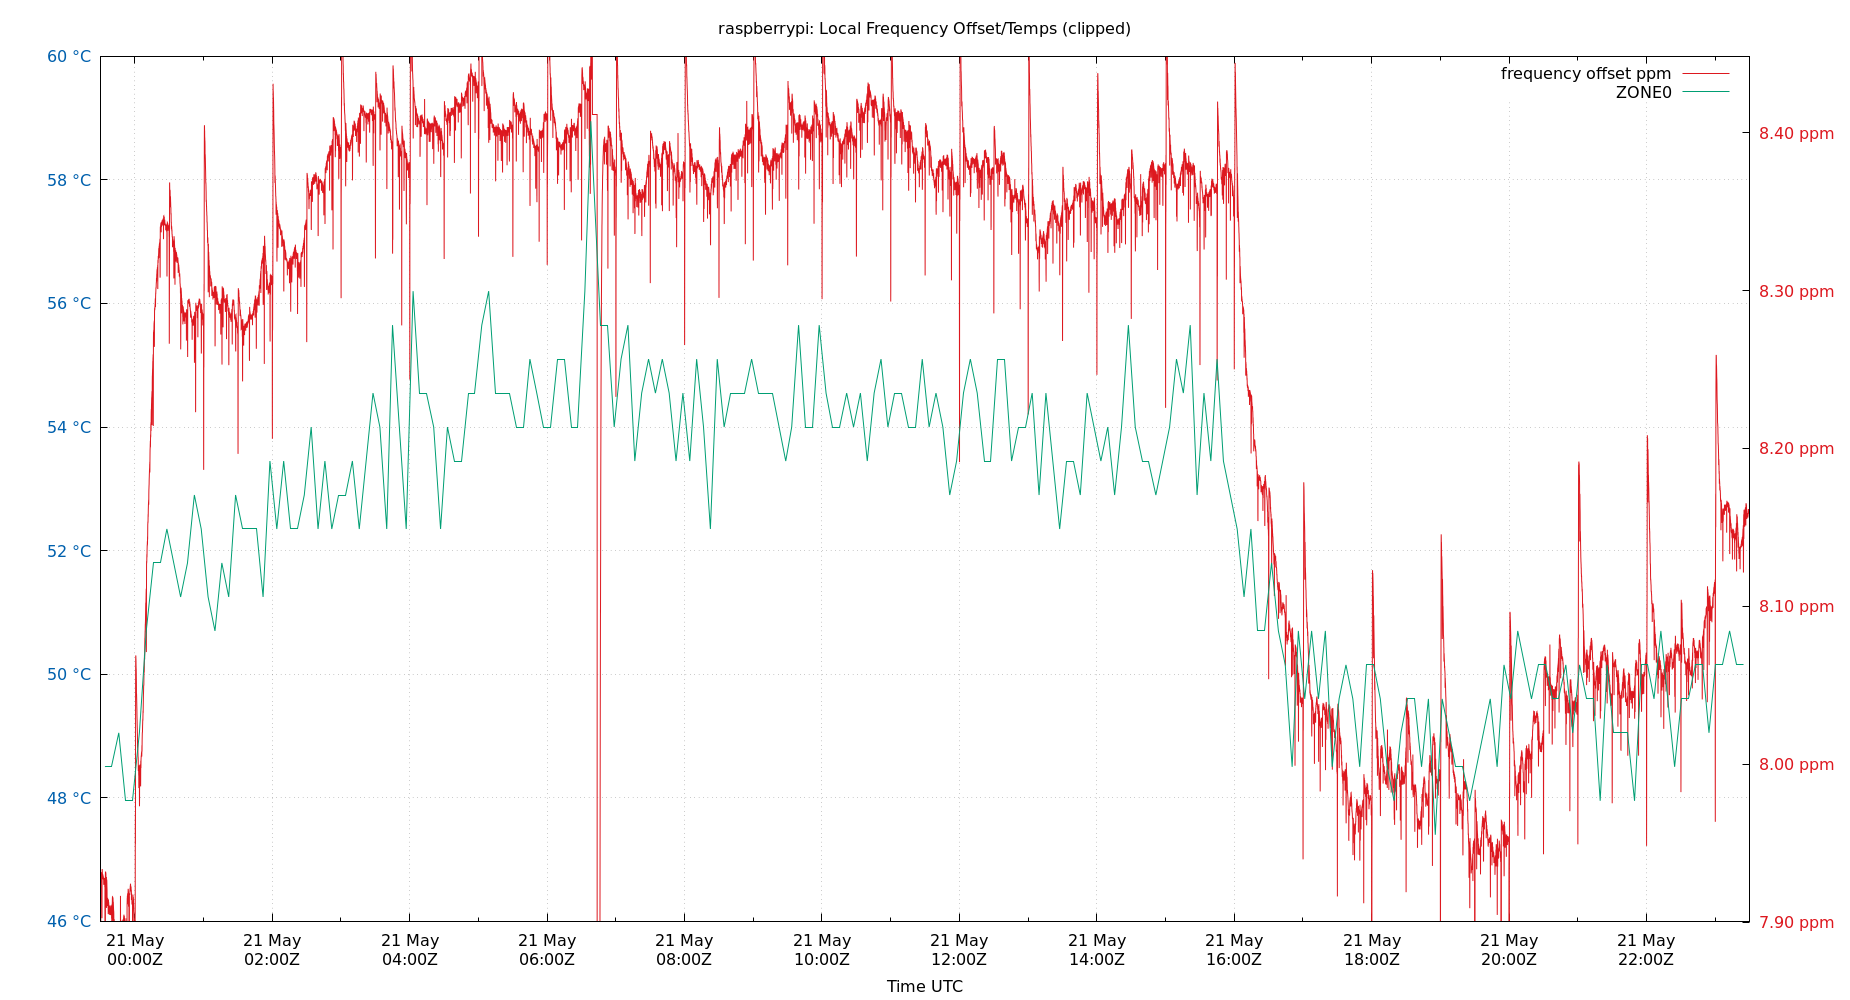 raspberrypi: Local Frequency Offset/Temps (clipped)
frequency offset ppm
ZONE0
60 °C
58 °C
56 °C
54 °C
52 °C
50 °C
48 °C
46 °C
8.40 ppm
8.30 ppm
8.20 ppm
8.10 ppm
8.00 ppm
7.90 ppm
21 May 21 May 21 May 21 May 21 May 21 May 21 May 21 May 21 May 21 May 21 May 21 May
00:00Z 02:00Z 04:00Z 06:00Z 08:00Z 10:00Z 12:00Z 14:00Z 16:00Z 18:00Z 20:00Z 22:00Z
Time UTC